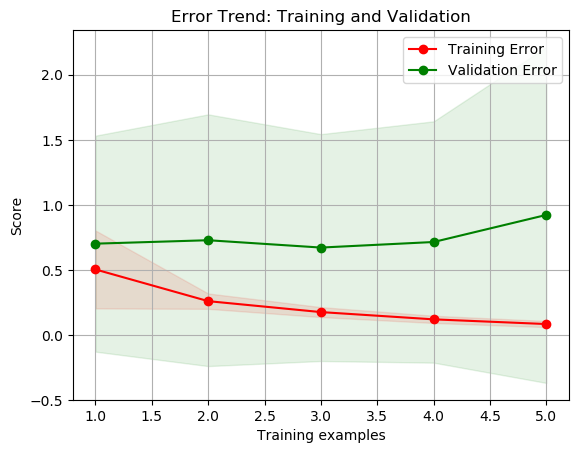 Error Trend: Training and Validation
Training Error
Validation Error
2.0
1.5
1.0
0.5
0.0
−0.5
Score
1.0 1.5 2.0 2.5 3.0 3.5 4.0 4.5 5.0
Training examples